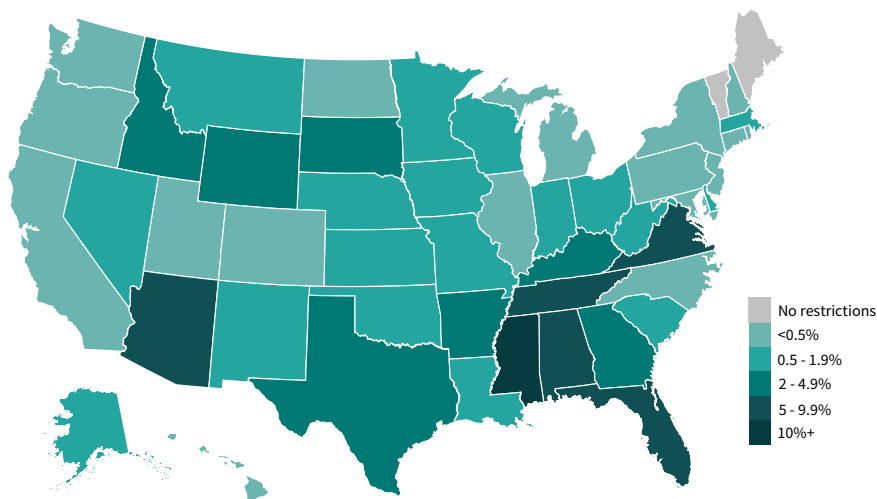 No restrictions
<0.5%
0.5 - 1.9%
2 - 4.9%
5 - 9.9%
10%+